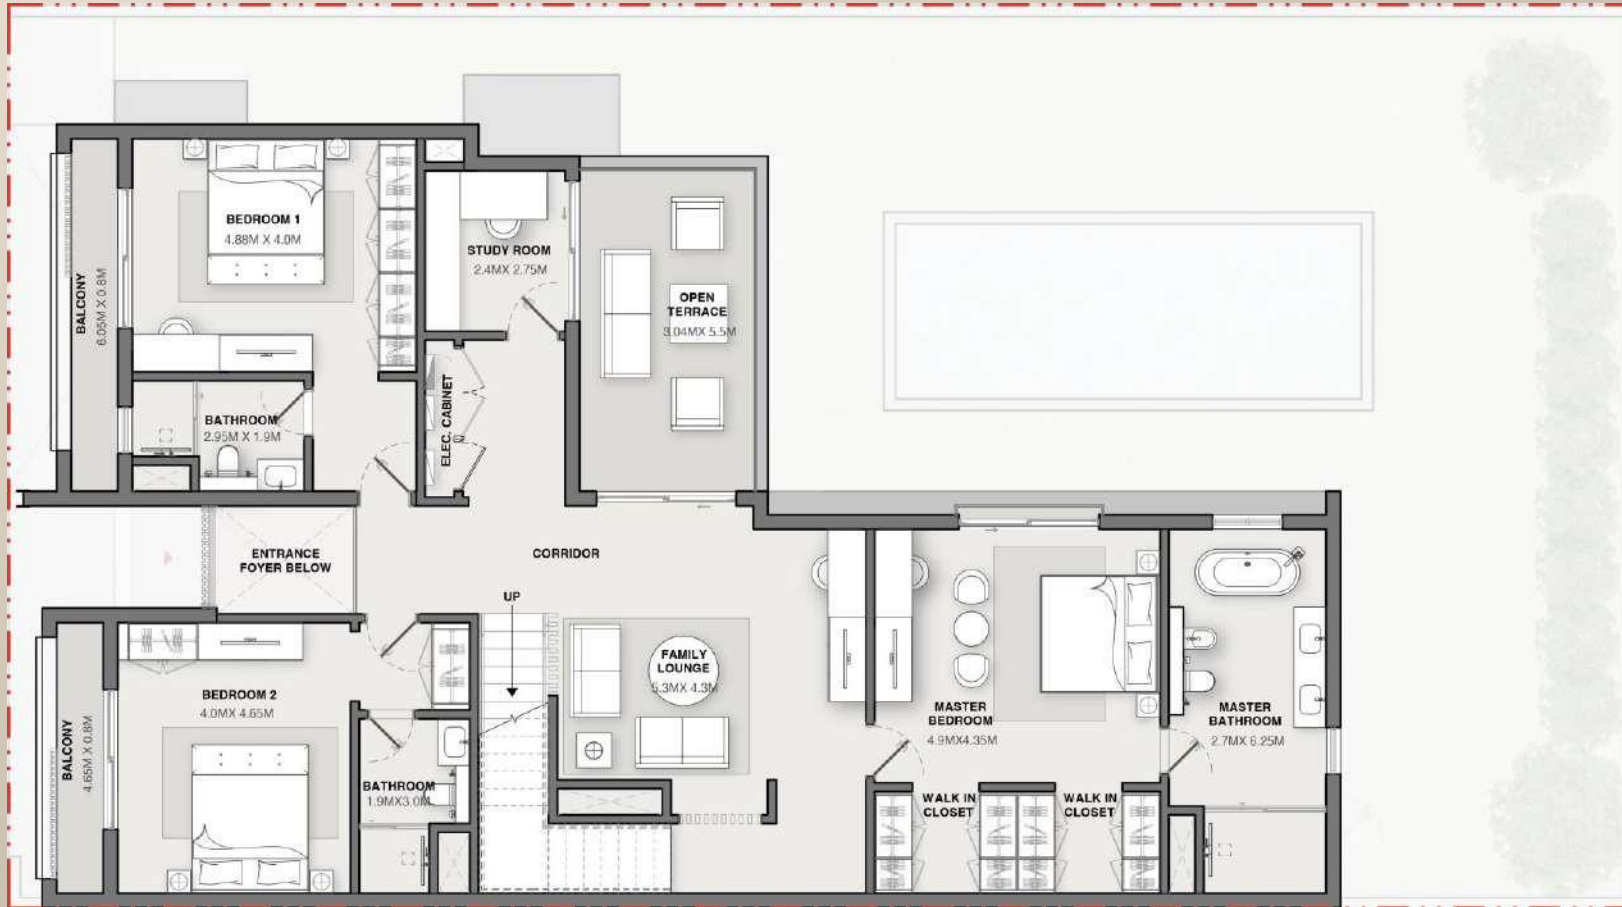 BEDROOM 1
4.88M X 4.0M
BALCONY
6.05M X 0.8M
STUDY ROOM
2.4MX 2.75M
OPEN
TERRACE
3.04MX 5.5M
ELEC. CABINET
BATHROOM
2.95M X 1.9M
ENTRANCE
FOYER BELOW
CORRIDOR
UP
FAMILY
LOUNGE
5.3MX 4.3M
BEDROOM 2
4.0MX 4.65M
BALCONY
4.65M X 0.8M
BATHROOM
1.9MX3.0M
MASTER
BEDROOM
4.9MX4.35M
MASTER
BATHROOM
2.7MX 6.25M
WALK IN
CLOSET
WALK IN
CLOSET